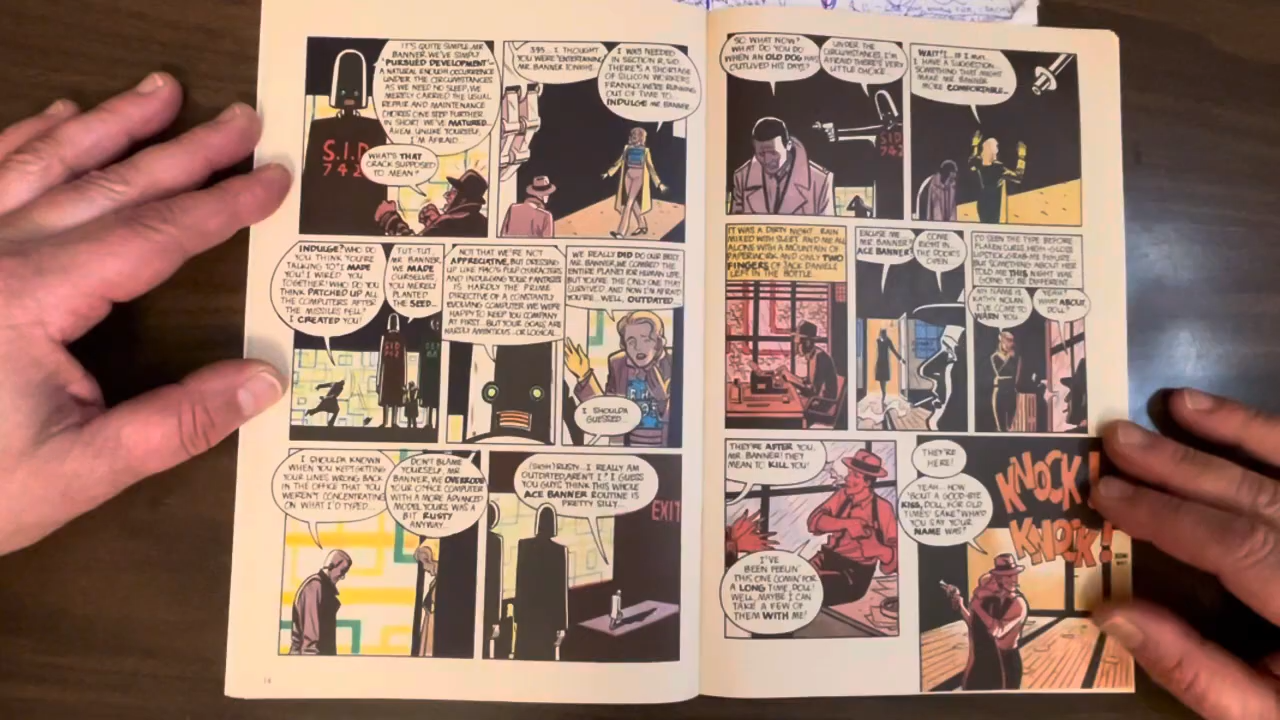 IT'S QUITE SIMPLE, MR.
BANNER. WE'VE SIMPLY
"PURSUED DEVELOPMENT"-
A NATURAL ENOUGH OCCURRENCE
UNDER THE CIRCUMSTANCES.
AS WE NEED NO SLEEP, WE
MERELY CARRIED THE USUAL
REPAIR AND MAINTENANCE
CHORES ONE STEP FURTHER.
IN SHORT WE'VE MATURED...
AHEM, UNLIKE YOURSELF,
I'M AFRAID...
S.I.D
742
WHAT'S THAT
CRACK SUPPOSED
TO MEAN?
395... I THOUGHT
YOU WERE "ENTERTAINING"
MR. BANNER TONIGHT...
I WAS NEEDED
IN SECTION R, SID.
THERE'S A SHORTAGE
OF SILICON WORKERS.
FRANKLY, WE'RE RUNNING
OUT OF TIME TO
INDULGE MR. BANNER...
INDULGE? WHO DO
YOU THINK YOU'RE
TALKING TO? I MADE
YOU! I WIRED YOU
TOGETHER! WHO DO YOU
THINK PATCHED UP ALL
THE COMPUTERS AFTER
THE MISSILES FELL?
I CREATED YOU!
TUT-TUT,
MR. BANNER,
WE MADE
OURSELVES.
YOU MERELY
PLANTED
THE SEED...
SID
742
NOT THAT WE'RE NOT
APPRECIATIVE, BUT DRESSING
UP LIKE 1940'S PULP CHARACTERS
AND INDULGING YOUR FANTASIES
IS HARDLY THE PRIME
DIRECTIVE OF A CONSTANTLY
EVOLVING COMPUTER. WE WERE
HAPPY TO KEEP YOU COMPANY
AT FIRST... BUT YOUR GOALS ARE
HARDLY AMBITIOUS...OR LOGICAL...
WE REALLY DID DO OUR BEST
MR. BANNER, WE COMBED THE
ENTIRE PLANET FOR HUMAN LIFE,
BUT YOU'RE THE ONLY ONE THAT
SURVIVED AND NOW I'M AFRAID
YOU'RE... WELL, OUTDATED...
I SHOULDA
GUESSED...
I SHOULDA KNOWN
WHEN YOU KEPT GETTING
YOUR LINES WRONG BACK
IN THE OFFICE THAT YOU
WEREN'T CONCENTRATING
ON WHAT I'D TYPED...
DON'T BLAME
YOURSELF, MR.
BANNER, WE OVERRODE
YOUR OFFICE COMPUTER
WITH A MORE ADVANCED
MODEL. YOURS WAS A
BIT RUSTY
ANYWAY...
(SIGH) RUSTY... I REALLY AM
OUTDATED, AREN'T I? I GUESS
YOU GUYS THINK THIS WHOLE
ACE BANNER ROUTINE IS
PRETTY SILLY...
EXIT
14
SO WHAT NOW?
WHAT DO YOU DO
WHEN AN OLD DOG HAS
OUTLIVED HIS DAYS?
UNDER THE
CIRCUMSTANCES, I'M
AFRAID THERE'S VERY
LITTLE CHOICE...
S.I.D
742
WAIT!... IF I MAY,
I HAVE A SUGGESTION...
SOMETHING THAT MIGHT
MAKE MR. BANNER
MORE COMFORTABLE...
IT WAS A DIRTY NIGHT. RAIN
MIXED WITH SLEET. AND ME ALL
ALONE WITH A MOUNTAIN OF
PAPERWORK AND ONLY TWO
FINGERS OF JACK DANIELS
LEFT IN THE BOTTLE.
EXCUSE ME,
MR. BANNER?
ACE BANNER?
COME
RIGHT IN...
THE DOOR'S
OPEN.
I'D SEEN THE TYPE BEFORE.
PLATINUM CURLS, HIGH-GLOSS
LIPSTICK, GRAB-ME FIGURE...
BUT SOMETHING ABOUT HER
TOLD ME THIS NIGHT WAS
GOING TO BE DIFFERENT.
MY NAME IS
KATHY NOLAN.
I'VE COME TO
WARN YOU.
YEAH?
WHAT ABOUT,
DOLL?
THEY'RE AFTER YOU,
MR. BANNER! THEY
MEAN TO KILL YOU!
I'VE
BEEN FEELIN'
THIS ONE COMIN' FOR
A LONG TIME, DOLL!
WELL, MAYBE I CAN
TAKE A FEW OF
THEM WITH ME!
THEY'RE
HERE!
YEAH... HOW
'BOUT A GOOD-BYE
KISS, DOLL, FOR OLD
TIMES' SAKE? WHAT'D
YOU SAY YOUR
NAME WAS?
KNOCK!
KNOCK!